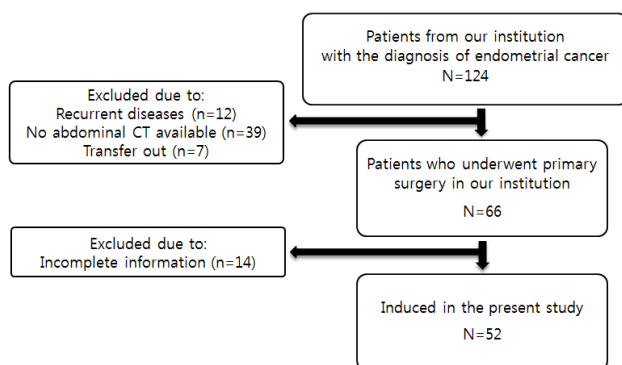 Patients from our institution
with the diagnosis of endometrial cancer
N=124
Excluded due to:
Recurrent diseases (n=12)
No abdominal CT available (n=39)
Transfer out (n=7)
Patients who underwent primary
surgery in our institution
N=66
Excluded due to:
Incomplete information (n=14)
Induced in the present study
N=52